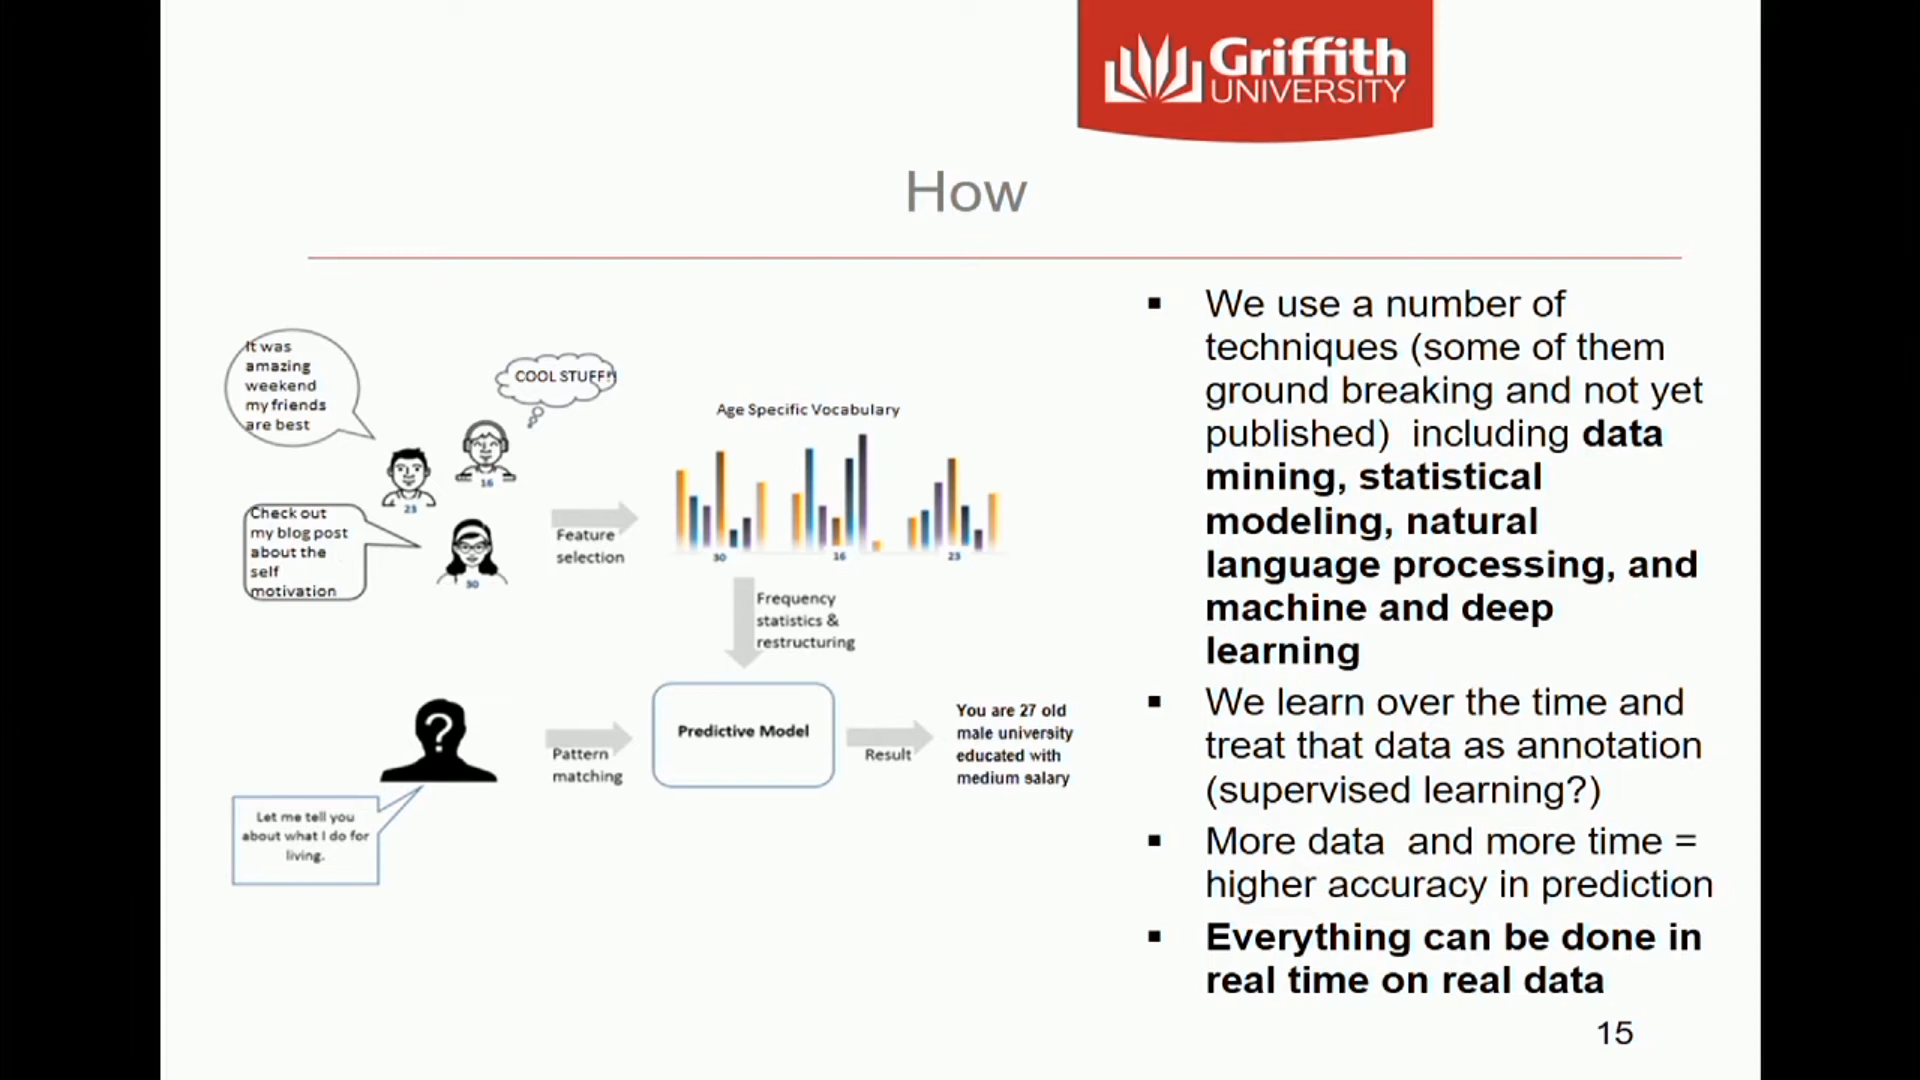 Griffith
UNIVERSITY
How
It was
amazing
weekend
my friends
are best
COOL STUFF!!
16
23
Check out
my blog post
about the
self
motivation
30
Feature
selection
Age Specific Vocabulary
30
16
23
Frequency
statistics &
restructuring
?
Let me tell you
about what I do for
living.
Pattern
matching
Predictive Model
Result
You are 27 old
male university
educated with
medium salary
▪ We use a number of
techniques (some of them
ground breaking and not yet
published)  including data
mining, statistical
modeling, natural
language processing, and
machine and deep
learning
▪ We learn over the time and
treat that data as annotation
(supervised learning?)
▪ More data  and more time =
higher accuracy in prediction
▪ Everything can be done in
real time on real data
15